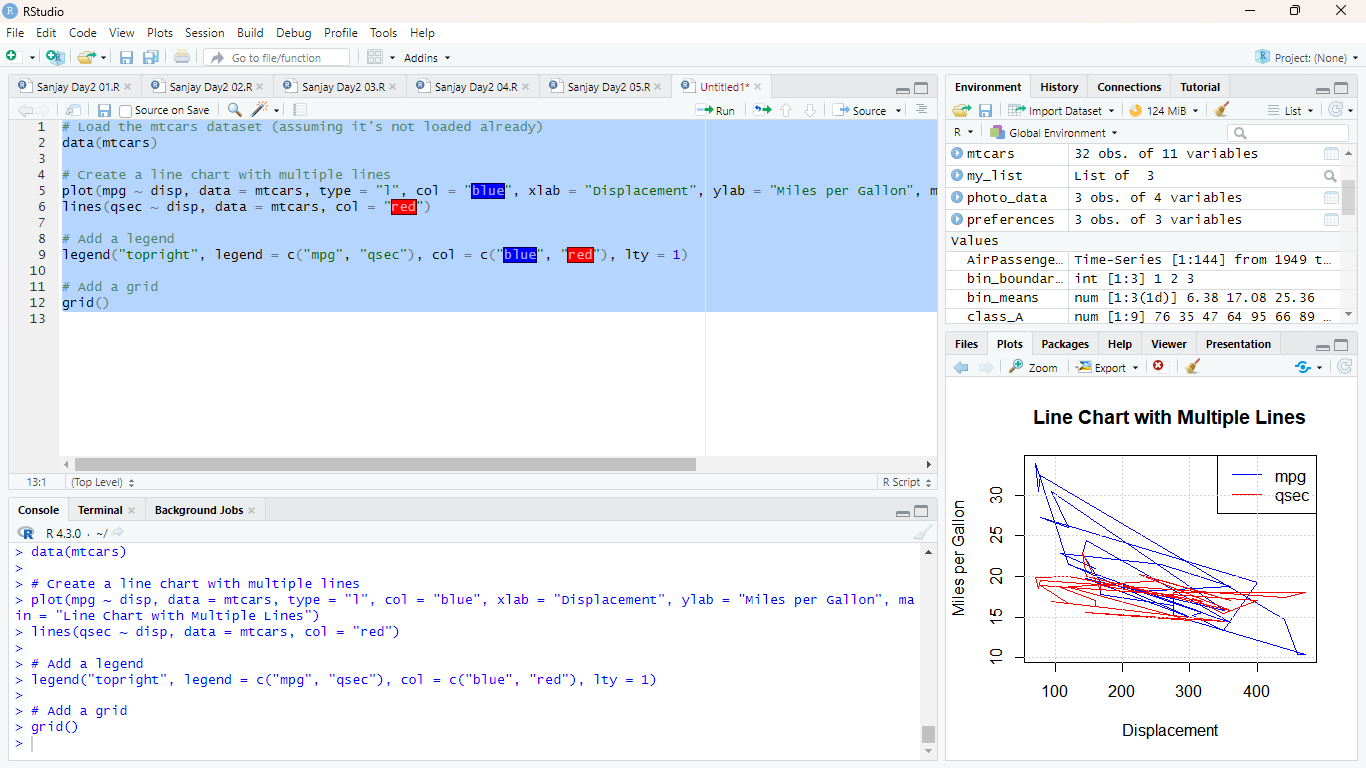 RStudio
File Edit Code View Plots Session Build Debug Profile Tools Help
Go to file/function Addins Project: (None)
Sanjay Day2 01.R Sanjay Day2 02.R Sanjay Day2 03.R Sanjay Day2 04.R Sanjay Day2 05.R Untitled1*
Source on Save Run Source
1 # Load the mtcars dataset (assuming it's not loaded already)
2 data(mtcars)
3
4 # Create a line chart with multiple lines
5 plot(mpg ~ disp, data = mtcars, type = "l", col = "blue", xlab = "Displacement", ylab = "Miles per Gallon", m
6 lines(qsec ~ disp, data = mtcars, col = "red")
7
8 # Add a legend
9 legend("topright", legend = c("mpg", "qsec"), col = c("blue", "red"), lty = 1)
10
11 # Add a grid
12 grid()
13
13:1 (Top Level) R Script
Console Terminal Background Jobs
R 4.3.0 · ~/
> data(mtcars)
>
> # Create a line chart with multiple lines
> plot(mpg ~ disp, data = mtcars, type = "l", col = "blue", xlab = "Displacement", ylab = "Miles per Gallon", ma
in = "Line Chart with Multiple Lines")
> lines(qsec ~ disp, data = mtcars, col = "red")
>
> # Add a legend
> legend("topright", legend = c("mpg", "qsec"), col = c("blue", "red"), lty = 1)
>
> # Add a grid
> grid()
>
Environment History Connections Tutorial
Import Dataset 124 MiB List
R Global Environment
mtcars 32 obs. of 11 variables
my_list List of 3
photo_data 3 obs. of 4 variables
preferences 3 obs. of 3 variables
Values
AirPassenge… Time-Series [1:144] from 1949 t…
bin_boundar… int [1:3] 1 2 3
bin_means num [1:3(1d)] 6.38 17.08 25.36
class_A num [1:9] 76 35 47 64 95 66 89 …
Files Plots Packages Help Viewer Presentation
Zoom Export
Line Chart with Multiple Lines
mpg
qsec
Miles per Gallon
30
25
20
15
10
100 200 300 400
Displacement